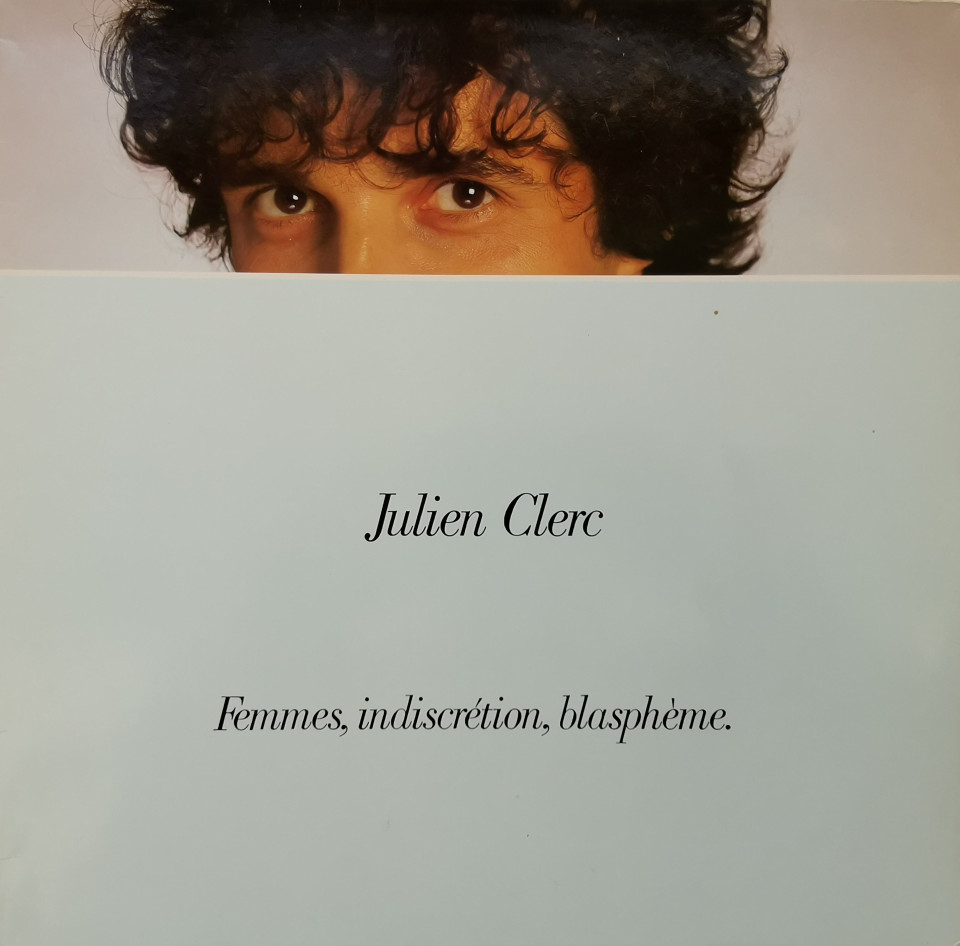 Julien Clerc
Femmes, indiscrétion, blasphème.